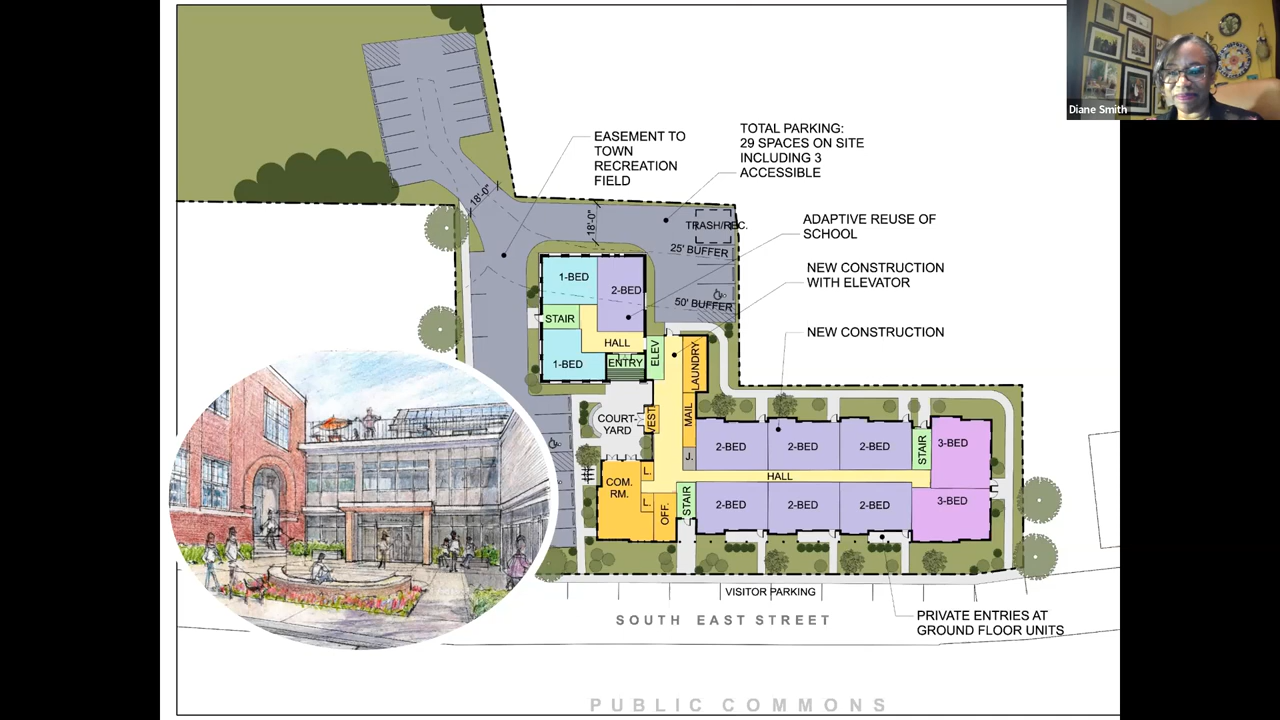 Diane Smith
EASEMENT TO
TOWN
RECREATION
FIELD
TOTAL PARKING:
29 SPACES ON SITE
INCLUDING 3
ACCESSIBLE
18'-0"
18'-0"
TRASH/REC.
25' BUFFER
50' BUFFER
ADAPTIVE REUSE OF
SCHOOL
NEW CONSTRUCTION
WITH ELEVATOR
NEW CONSTRUCTION
1-BED
2-BED
STAIR
HALL
1-BED
ENTRY
ELEV
LAUNDRY
COURT-
YARD
VEST.
MAIL
J.
COM.
RM.
L.
L.
OFF.
STAIR
2-BED
2-BED
2-BED
STAIR
3-BED
HALL
2-BED
2-BED
2-BED
3-BED
VISITOR PARKING
SOUTH EAST STREET
PRIVATE ENTRIES AT
GROUND FLOOR UNITS
PUBLIC COMMONS